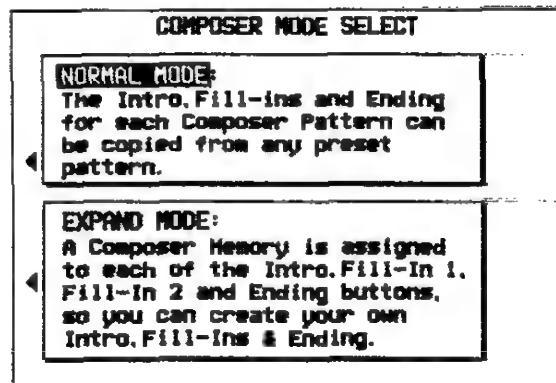 COMPOSER MODE SELECT
NORMAL MODE:
The Intro,Fill-ins and Ending
for each Composer Pattern can
be copied from any preset
pattern.
EXPAND MODE:
A Composer Memory is assigned
to each of the Intro,Fill-In 1,
Fill-In 2 and Ending buttons,
so you can create your own
Intro,Fill-Ins & Ending.